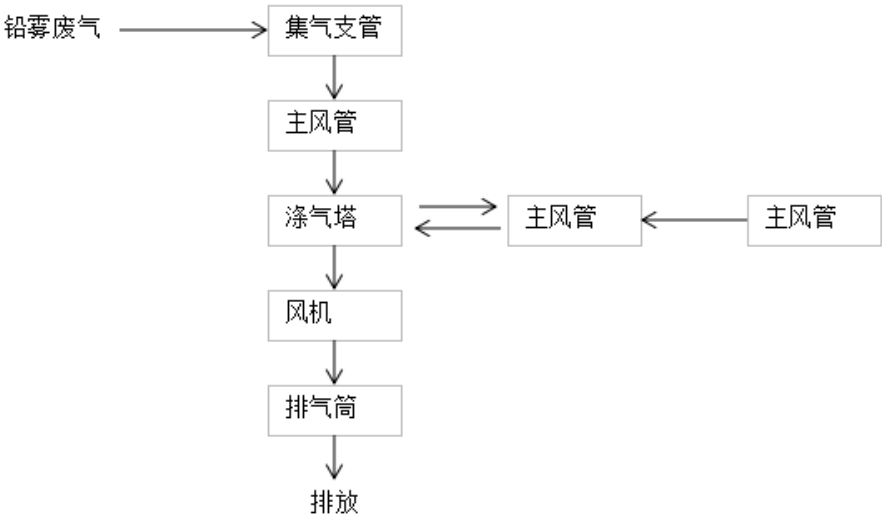 铅雾废气
集气支管
主风管
涤气塔
主风管
主风管
风机
排气筒
排放